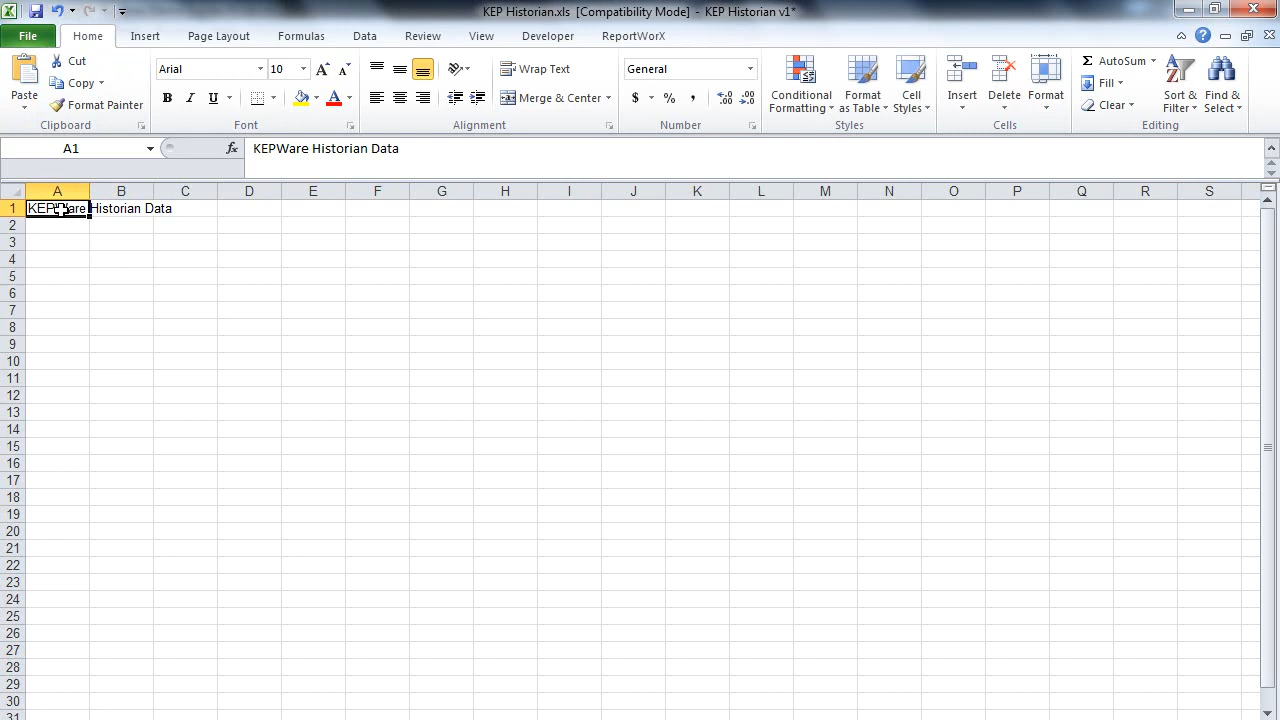 KEP Historian.xls [Compatibility Mode] - KEP Historian v1*
File Home Insert Page Layout Formulas Data Review View Developer ReportWorX
Paste
Cut
Copy
Format Painter
Clipboard
Arial 10
B I U A
Font
Wrap Text
Merge & Center
Alignment
General
$ % ,
Number
Conditional Formatting
Format as Table
Cell Styles
Styles
Insert
Delete
Format
Cells
AutoSum
Fill
Clear
Sort & Filter
Find & Select
Editing
A1 fx KEPWare Historian Data
A B C D E F G H I J K L M N O P Q R S
1 KEPWare Historian Data
2
3
4
5
6
7
8
9
10
11
12
13
14
15
16
17
18
19
20
21
22
23
24
25
26
27
28
29
30
31